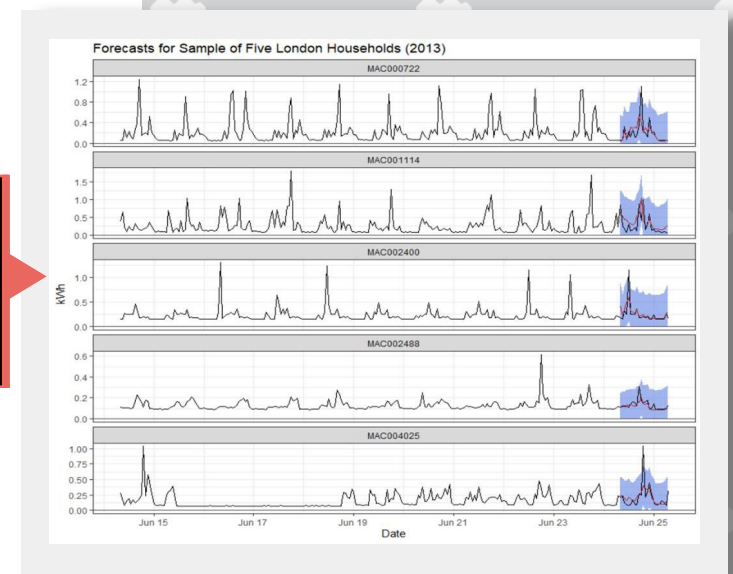 Forecasts for Sample of Five London Households (2013)
MAC000722
1.2
0.8
0.4
0.0
MAC001114
1.5
1.0
0.5
0.0
MAC002400
1.0
0.5
0.0
kWh
MAC002488
0.6
0.4
0.2
0.0
MAC004025
1.00
0.75
0.50
0.25
0.00
Jun 15 Jun 17 Jun 19 Jun 21 Jun 23 Jun 25
Date